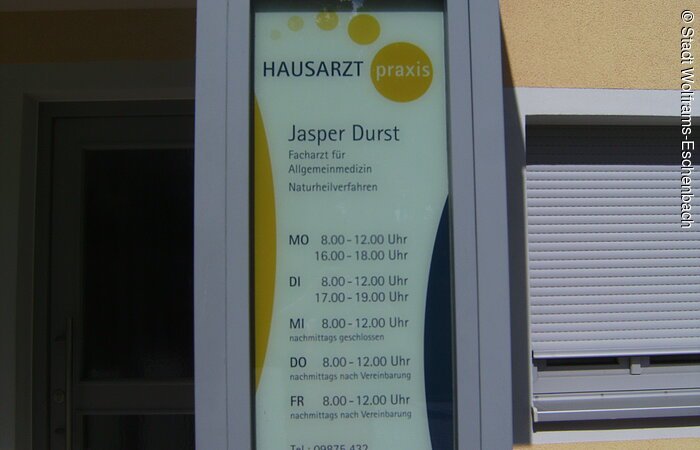 HAUSARZT praxis
Jasper Durst
Facharzt für
Allgemeinmedizin
Naturheilverfahren
MO 8.00 - 12.00 Uhr
16.00 - 18.00 Uhr
DI 8.00 - 12.00 Uhr
17.00 - 19.00 Uhr
MI 8.00 - 12.00 Uhr
nachmittags geschlossen
DO 8.00 - 12.00 Uhr
nachmittags nach Vereinbarung
FR 8.00 - 12.00 Uhr
nachmittags nach Vereinbarung
Tel.: 09875 432
© Stadt Wolframs-Eschenbach